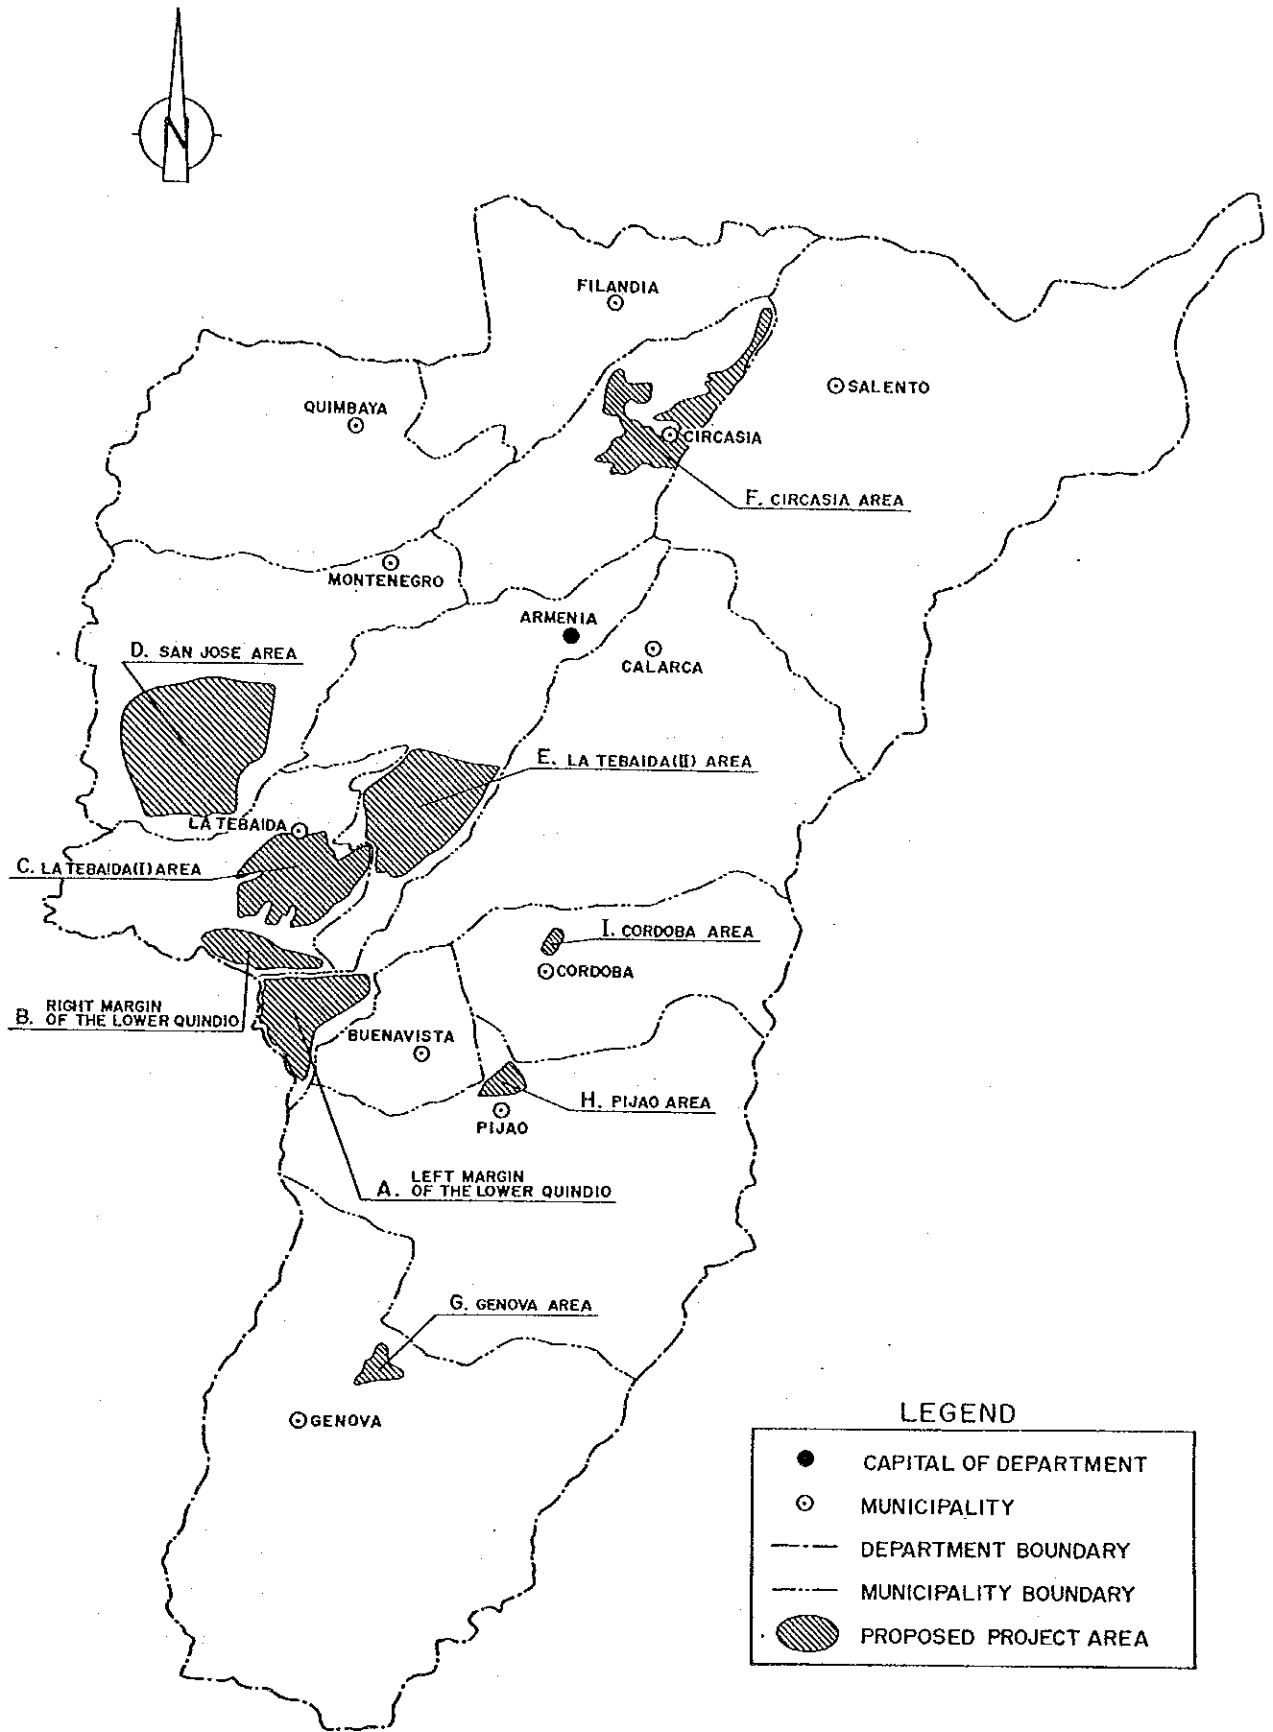 N
FILANDIA
SALENTO
QUIMBAYA
CIRCASIA
F. CIRCASIA AREA
MONTENEGRO
ARMENIA
CALARCA
D. SAN JOSE AREA
E. LA TEBAIDA(II) AREA
LA TEBAIDA
C. LA TEBAIDA(I) AREA
I. CORDOBA AREA
CORDOBA
RIGHT MARGIN
B. OF THE LOWER QUINDIO
BUENAVISTA
H. PIJAO AREA
PIJAO
LEFT MARGIN
A. OF THE LOWER QUINDIO
G. GENOVA AREA
GENOVA
LEGEND
CAPITAL OF DEPARTMENT
MUNICIPALITY
DEPARTMENT BOUNDARY
MUNICIPALITY BOUNDARY
PROPOSED PROJECT AREA